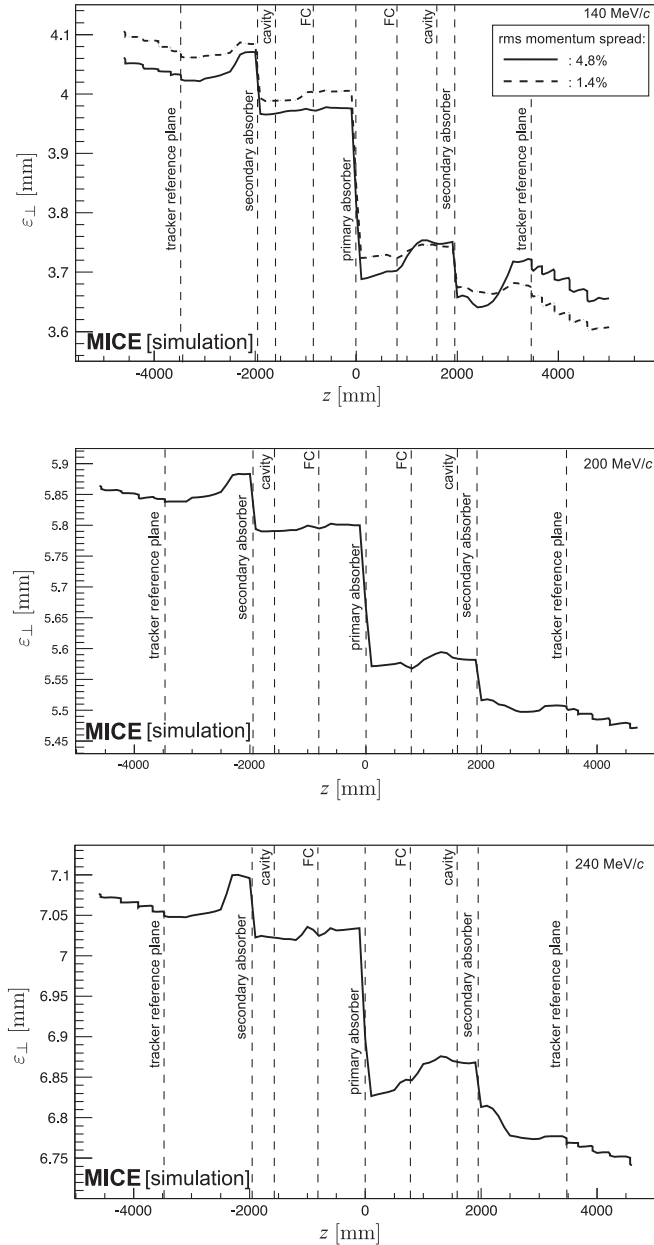 140 MeV/c
rms momentum spread:
: 4.8%
: 1.4%
4.1
4.05
4
3.96
3.9
3.8
3.7
3.6
ε⊥ [mm]
tracker reference plane
secondary absorber
cavity
FC
primary absorber
FC
cavity
secondary absorber
tracker reference plane
MICE [simulation]
-4000 -2000 0 2000 4000
z [mm]
200 MeV/c
5.9
5.85
5.8
5.75
5.66
5.6
5.5
5.45
ε⊥ [mm]
tracker reference plane
secondary absorber
cavity
FC
primary absorber
FC
cavity
secondary absorber
tracker reference plane
MICE [simulation]
-4000 -2000 0 2000 4000
z [mm]
240 MeV/c
7.1
7.05
7
6.95
6.9
6.85
6.8
6.75
ε⊥ [mm]
tracker reference plane
secondary absorber
cavity
FC
primary absorber
FC
cavity
secondary absorber
tracker reference plane
MICE [simulation]
-4000 -2000 0 2000 4000
z [mm]